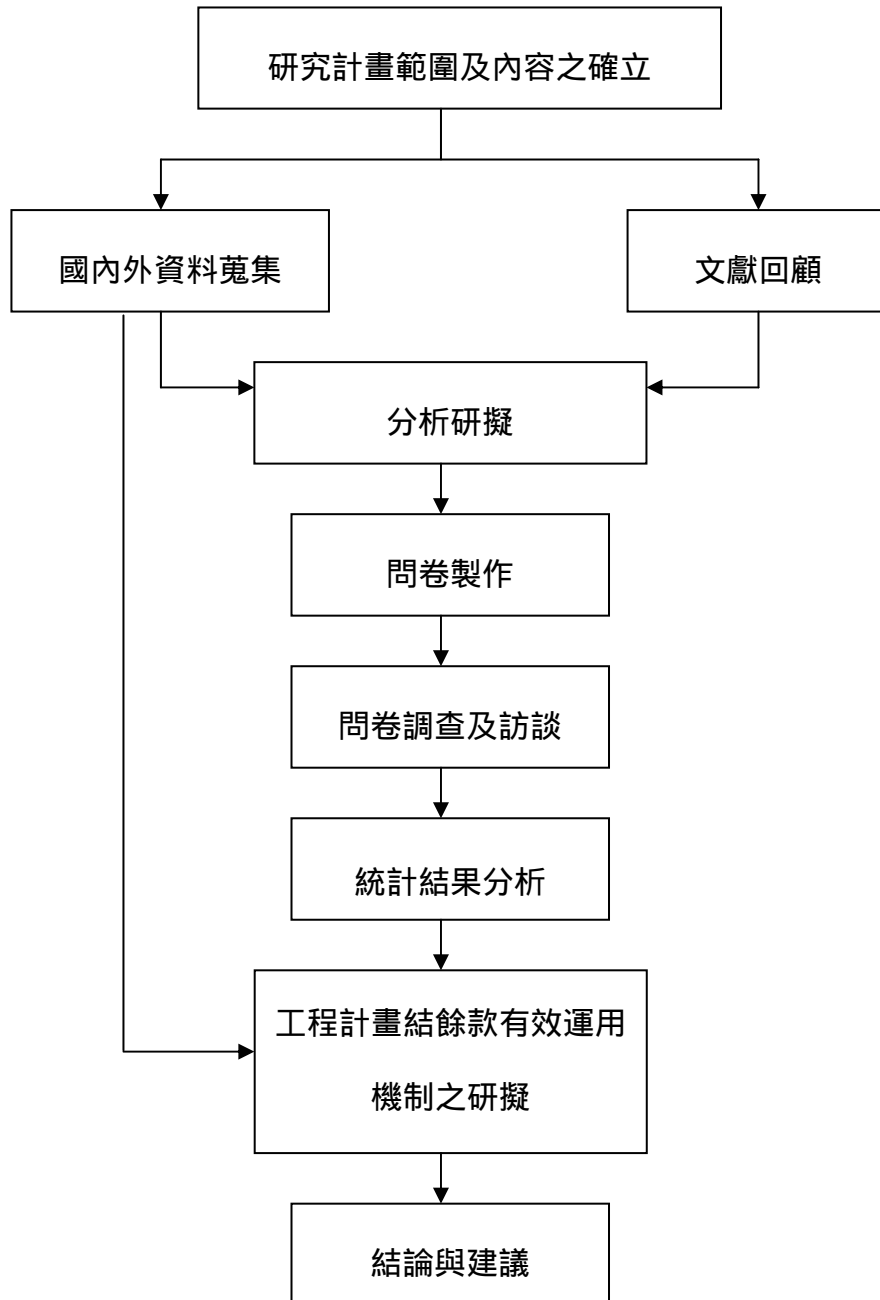 研究計畫範圍及內容之確立
國內外資料蒐集
文獻回顧
分析研擬
問卷製作
問卷調查及訪談
統計結果分析
工程計畫結餘款有效運用
機制之研擬
結論與建議